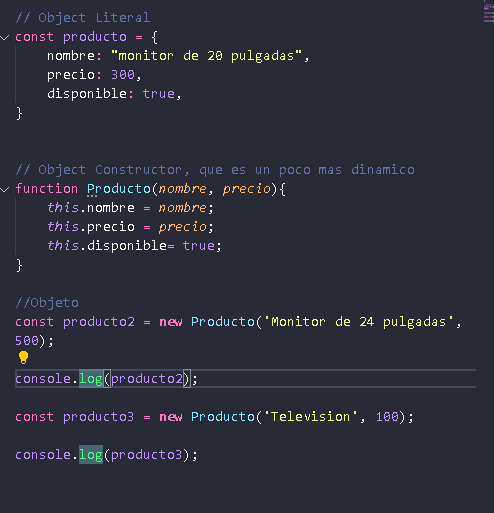 // Object Literal
const producto = {
    nombre: "monitor de 20 pulgadas",
    precio: 300,
    disponible: true,
}
// Object Constructor, que es un poco mas dinamico
function Producto(nombre, precio){
    this.nombre = nombre;
    this.precio = precio;
    this.disponible= true;
}
//Objeto
const producto2 = new Producto('Monitor de 24 pulgadas',
500);
console.log(producto2);
const producto3 = new Producto('Television', 100);
console.log(producto3);